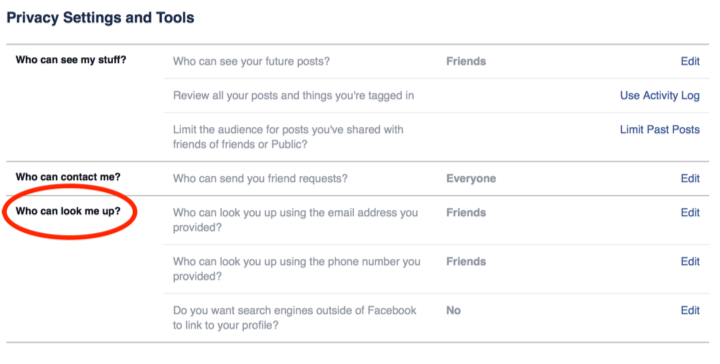 Privacy Settings and Tools
Who can see my stuff? Who can see your future posts? Friends Edit
Review all your posts and things you're tagged in Use Activity Log
Limit the audience for posts you've shared with Limit Past Posts
friends of friends or Public?
Who can contact me? Who can send you friend requests? Everyone Edit
Who can look me up? Who can look you up using the email address you Friends Edit
provided?
Who can look you up using the phone number you Friends Edit
provided?
Do you want search engines outside of Facebook No Edit
to link to your profile?